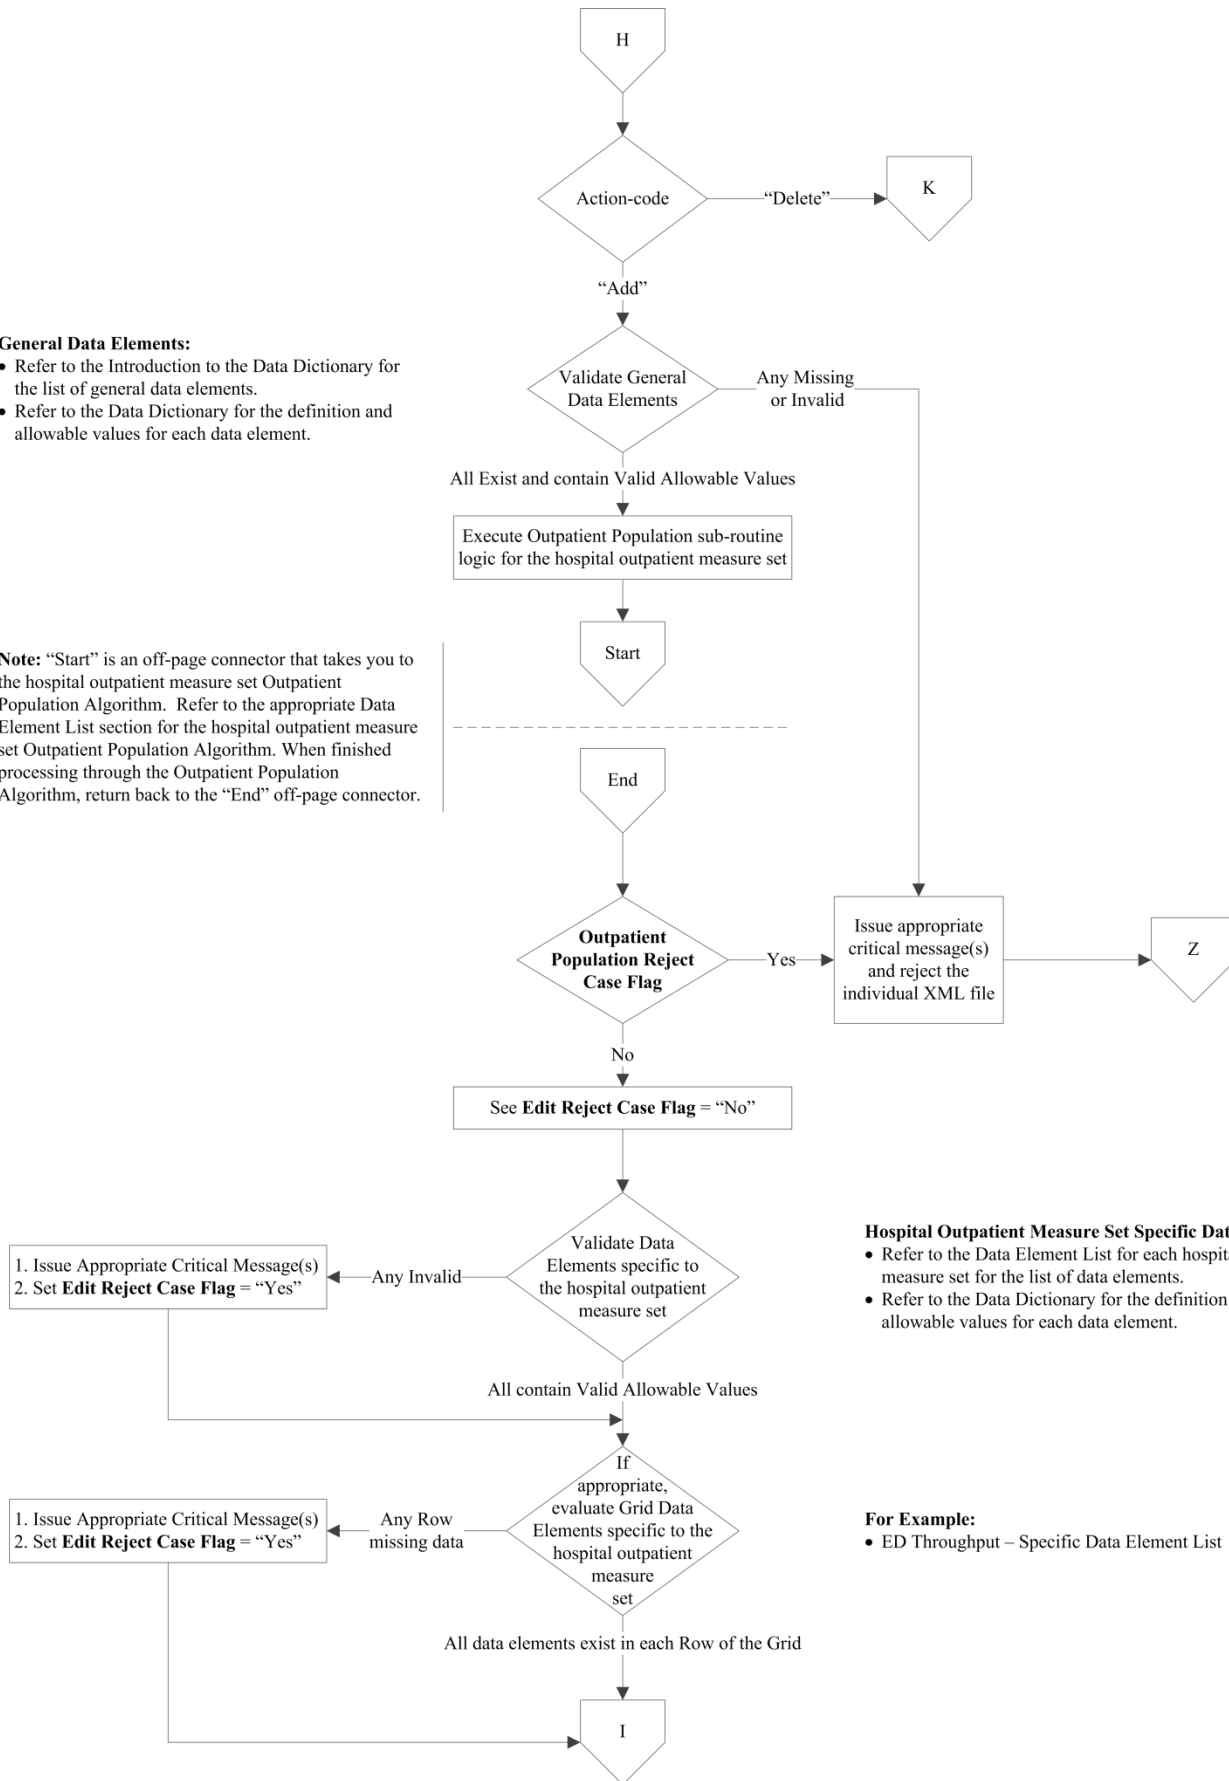 H
Action-code
“Delete”
K
“Add”
General Data Elements:
• Refer to the Introduction to the Data Dictionary for
the list of general data elements.
• Refer to the Data Dictionary for the definition and
allowable values for each data element.
Validate General
Data Elements
Any Missing
or Invalid
All Exist and contain Valid Allowable Values
Execute Outpatient Population sub-routine
logic for the hospital outpatient measure set
Start
Note: “Start” is an off-page connector that takes you to
the hospital outpatient measure set Outpatient
Population Algorithm.  Refer to the appropriate Data
Element List section for the hospital outpatient measure
set Outpatient Population Algorithm. When finished
processing through the Outpatient Population
Algorithm, return back to the “End” off-page connector.
End
Outpatient
Population Reject
Case Flag
Yes
Issue appropriate
critical message(s)
and reject the
individual XML file
Z
No
See Edit Reject Case Flag = “No”
Validate Data
Elements specific to
the hospital outpatient
measure set
Any Invalid
1. Issue Appropriate Critical Message(s)
2. Set Edit Reject Case Flag = “Yes”
Hospital Outpatient Measure Set Specific Dat
• Refer to the Data Element List for each hospit
measure set for the list of data elements.
• Refer to the Data Dictionary for the definition
allowable values for each data element.
All contain Valid Allowable Values
If
appropriate,
evaluate Grid Data
Elements specific to the
hospital outpatient
measure
set
Any Row
missing data
1. Issue Appropriate Critical Message(s)
2. Set Edit Reject Case Flag = “Yes”
For Example:
• ED Throughput – Specific Data Element List
All data elements exist in each Row of the Grid
I